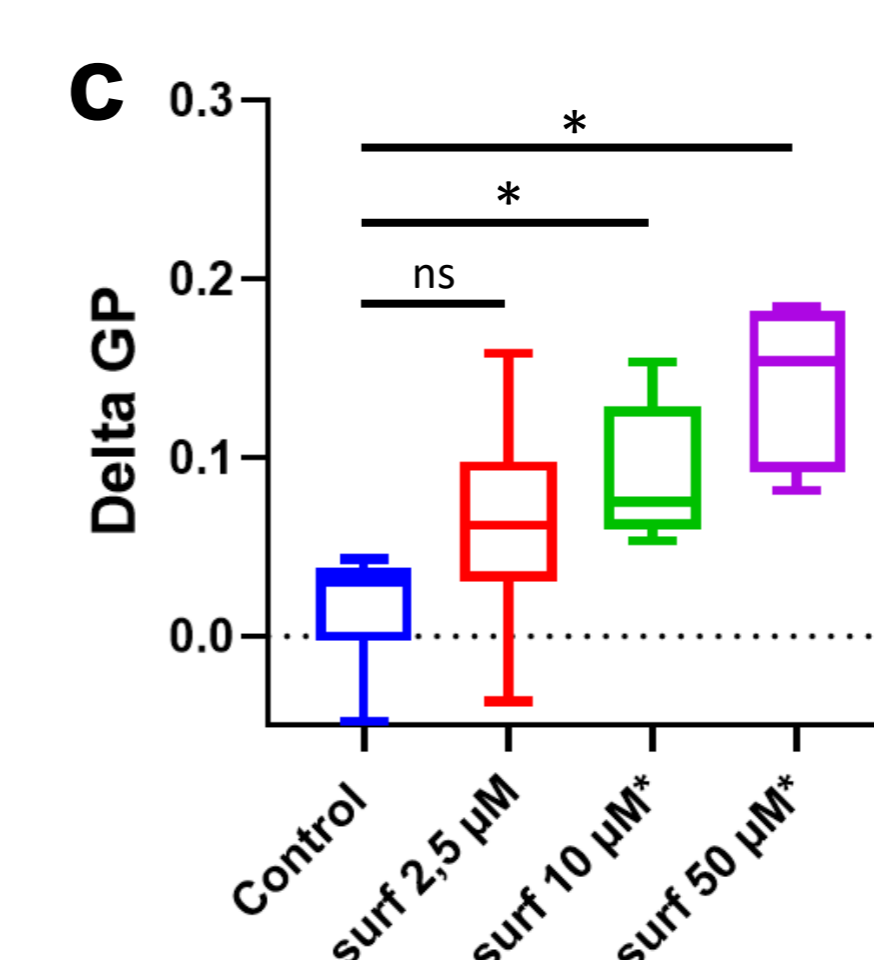 C
0.3
*
*
0.2
ns
Delta GP
0.1
0.0
Control
surf 2,5 µM
surf 10 µM*
surf 50 µM*